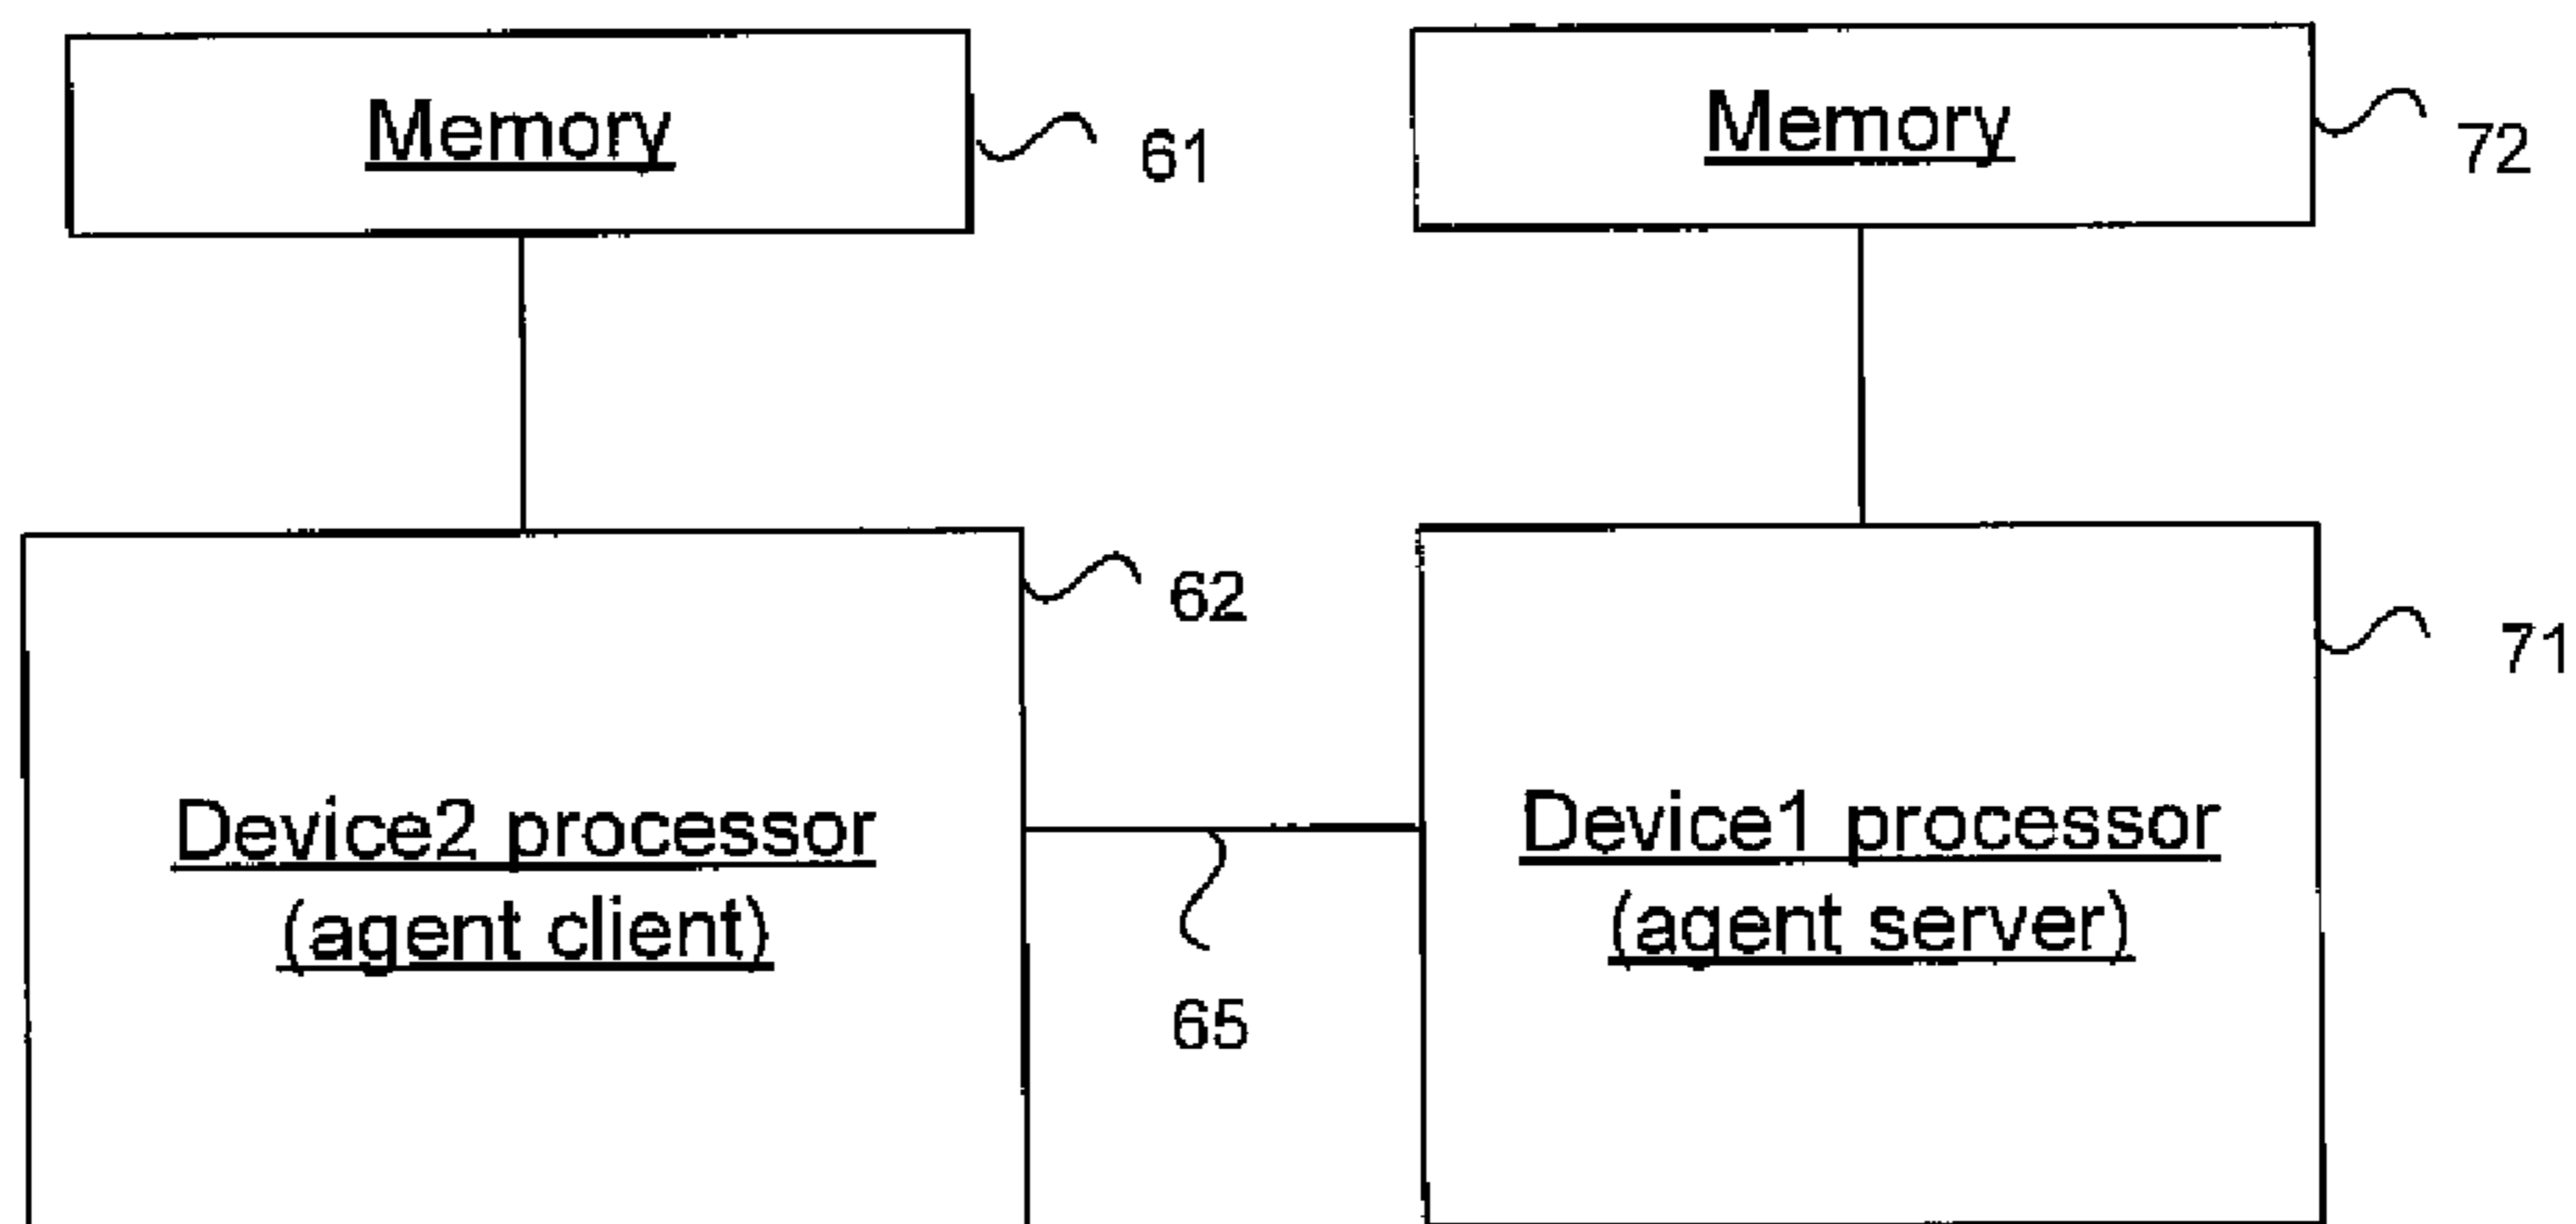 Memory
61
Memory
72
62
71
Device2 processor
(agent client)
65
Device1 processor
(agent server)